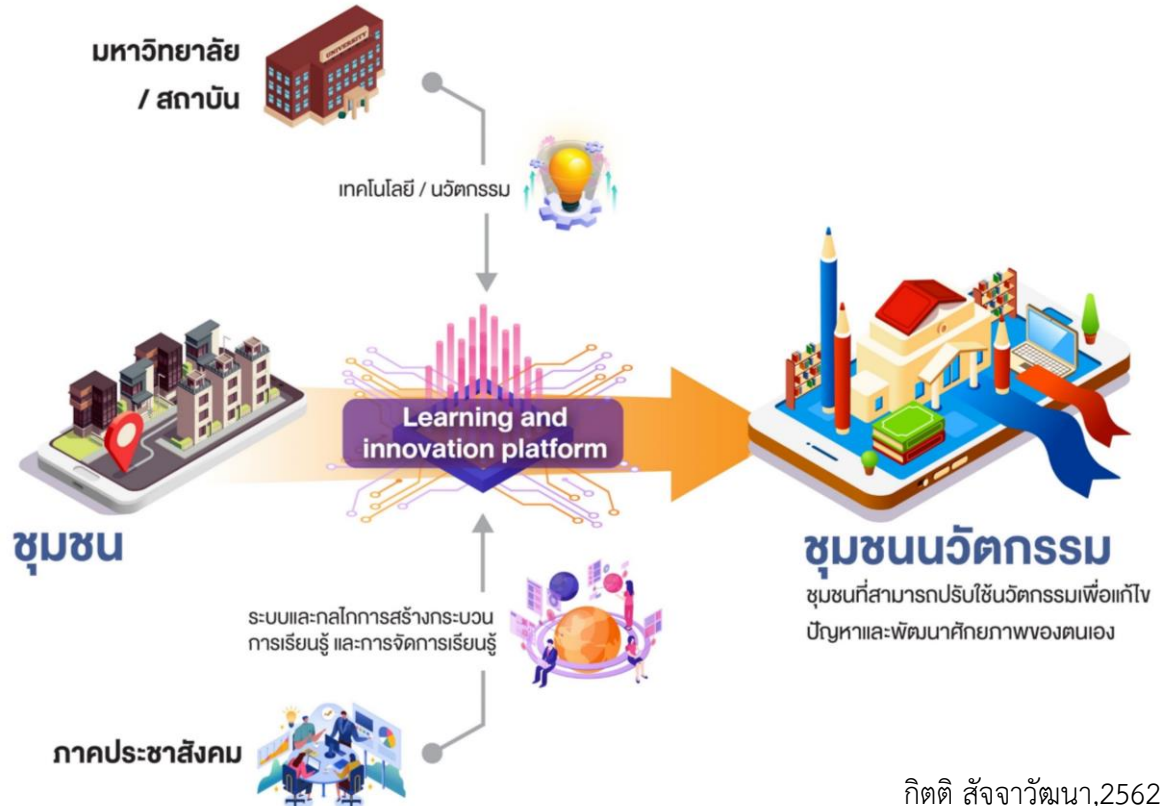 มหาวิทยาลัย
/ สถาบัน
UNIVERSITY
เทคโนโลยี / นวัตกรรม
Learning and
innovation platform
ชุมชน
ชุมชนนวัตกรรม
ชุมชนที่สามารถปรับใช้นวัตกรรมเพื่อแก้ไข
ปัญหาและพัฒนาศักยภาพของตนเอง
ระบบและกลไกการสร้างกระบวน
การเรียนรู้ และการจัดการเรียนรู้
ภาคประชาสังคม
กิตติ สัจจาวัฒนา,2562